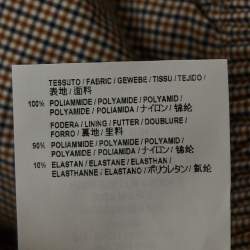 TESSUTO / FABRIC / GEWEBE / TISSU / TEJIDO /
表地 / 面料
100% POLIAMMIDE / POLYAMIDE / POLYAMID /
POLYAMIDE / POLIAMIDA / ナイロン / 锦纶
FODERA / LINING / FUTTER / DOUBLURE /
FORRO / 裏地 / 里料
90% POLIAMMIDE / POLYAMIDE / POLYAMID /
POLYAMIDE / POLIAMIDA / ナイロン / 锦纶
10% ELASTAN / ELASTANE / ELASTHAN /
ELASTHANNE / ELASTANO / ポリウレタン / 氨纶